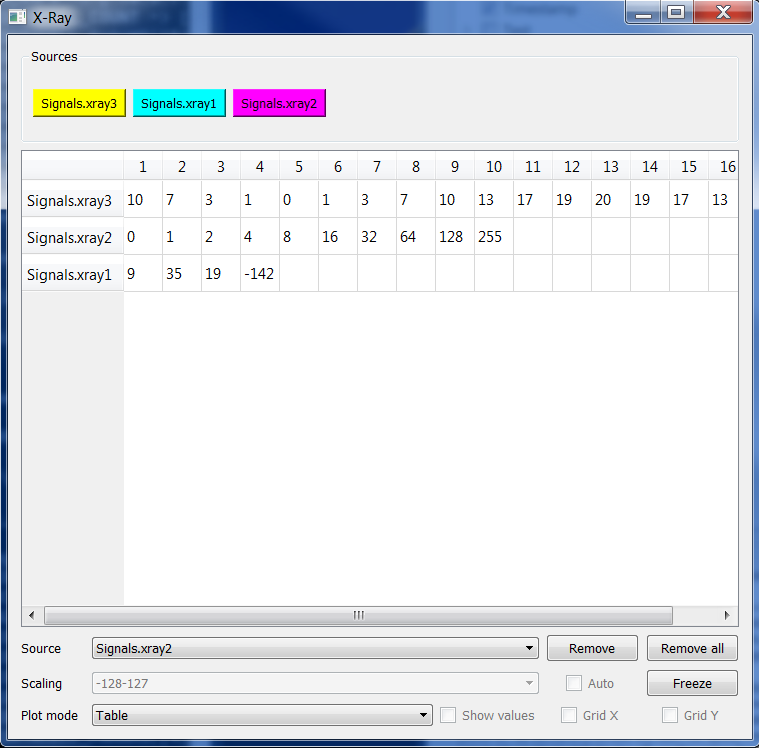 X-Ray
Sources
Signals.xray3 Signals.xray1 Signals.xray2
1 2 3 4 5 6 7 8 9 10 11 12 13 14 15 16
Signals.xray3 10 7 3 1 0 1 3 7 10 13 17 19 20 19 17 13
Signals.xray2 0 1 2 4 8 16 32 64 128 255
Signals.xray1 9 35 19 -142
Source Signals.xray2 Remove Remove all
Scaling -128-127 Auto Freeze
Plot mode Table Show values Grid X Grid Y